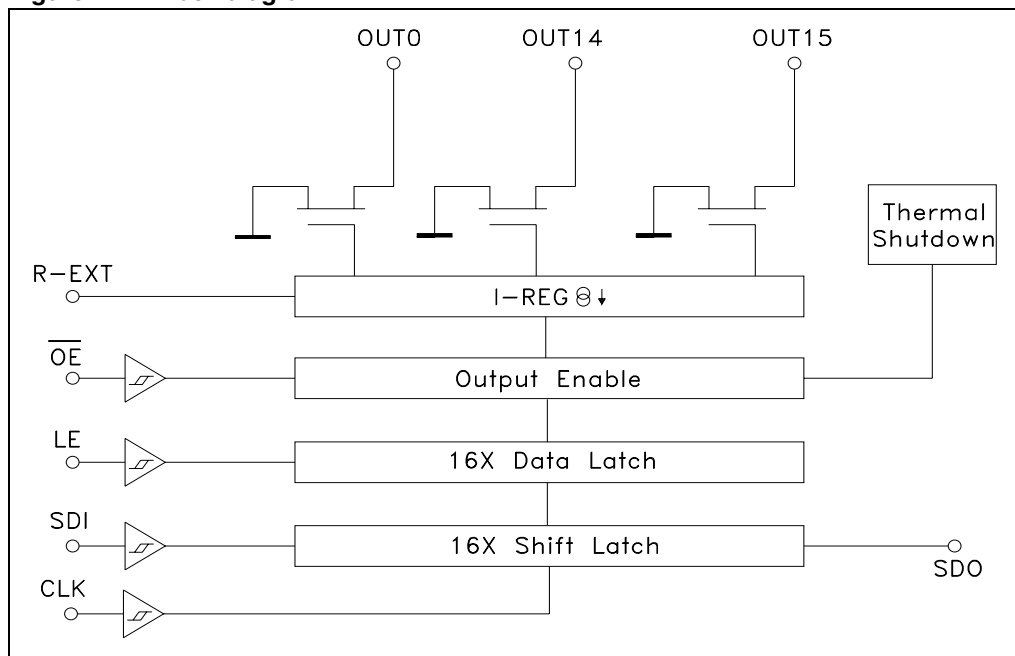 OUT0 OUT14 OUT15
Thermal
Shutdown
R-EXT
I-REG
OE
Output Enable
LE
16X Data Latch
SDI
16X Shift Latch
SDO
CLK